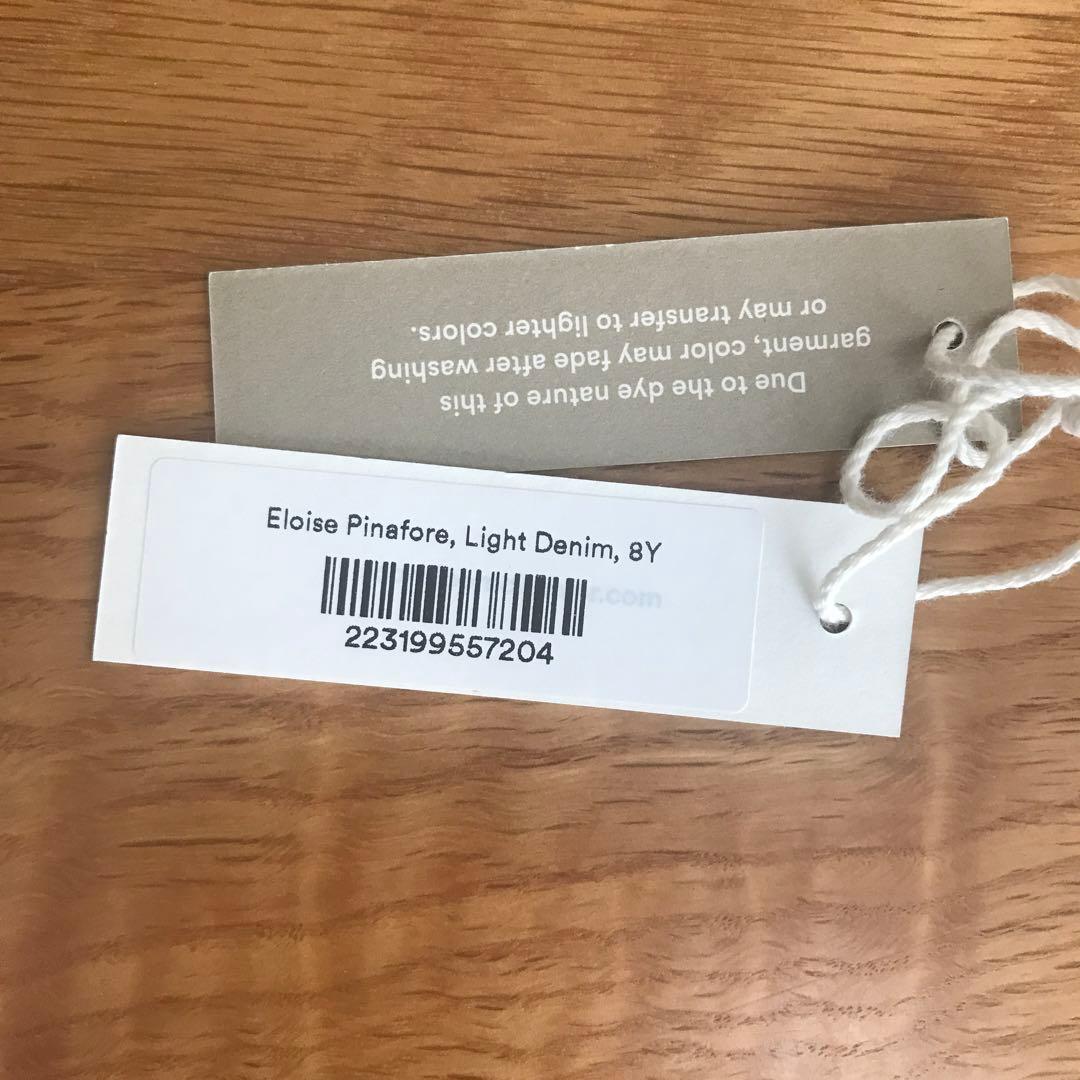 Due to the dye nature of this
garment, color may fade after washing
or may transfer to lighter colors.
Eloise Pinafore, Light Denim, 8Y
r.com
223199557204